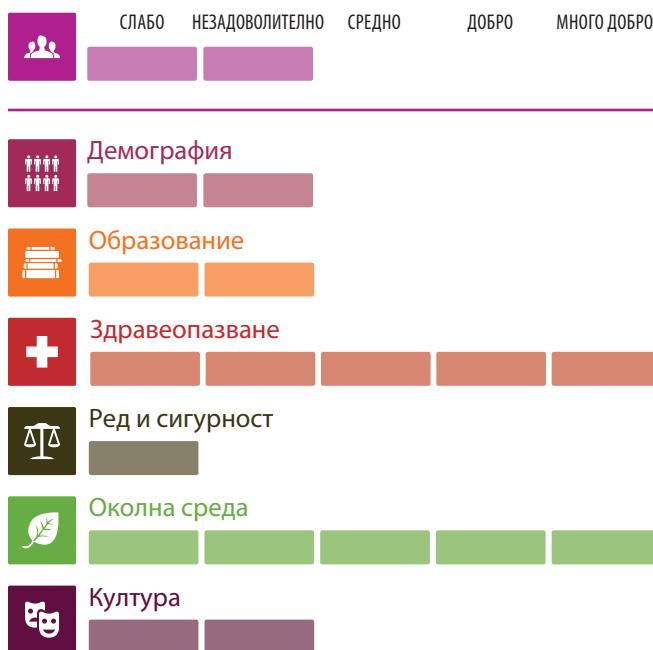 СЛАБО НЕЗАДОВОЛИТЕЛНО СРЕДНО ДОБРО МНОГО ДОБРО
Демография
Образование
Здравеопазване
Ред и сигурност
Околна среда
Култура